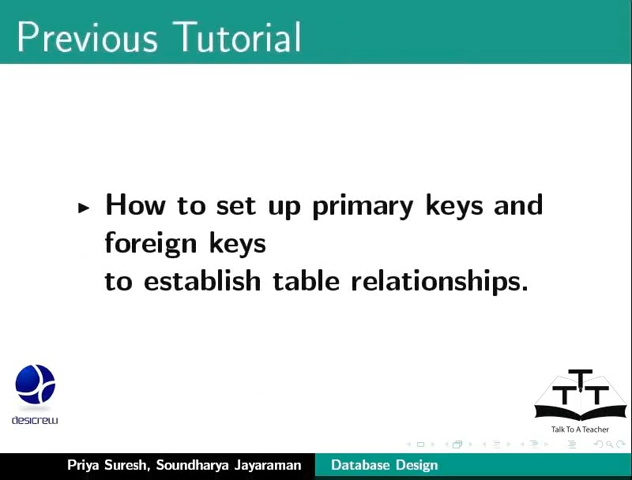 Previous Tutorial
How to set up primary keys and
foreign keys
to establish table relationships.
desicrew
T T T
Talk To A Teacher
Priya Suresh, Soundharya Jayaraman Database Design